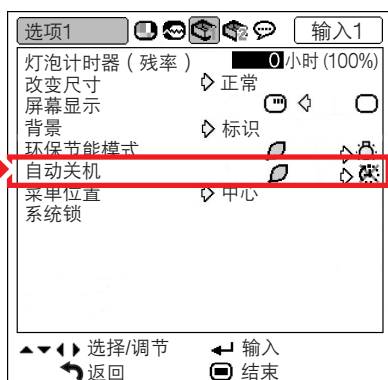 选项1 输入1
灯泡计时器（残率） 0小时(100%)
改变尺寸 正常
屏幕显示
背景 标识
环保节能模式
自动关机
菜单位置 中心
系统锁
选择/调节 输入
返回 结束